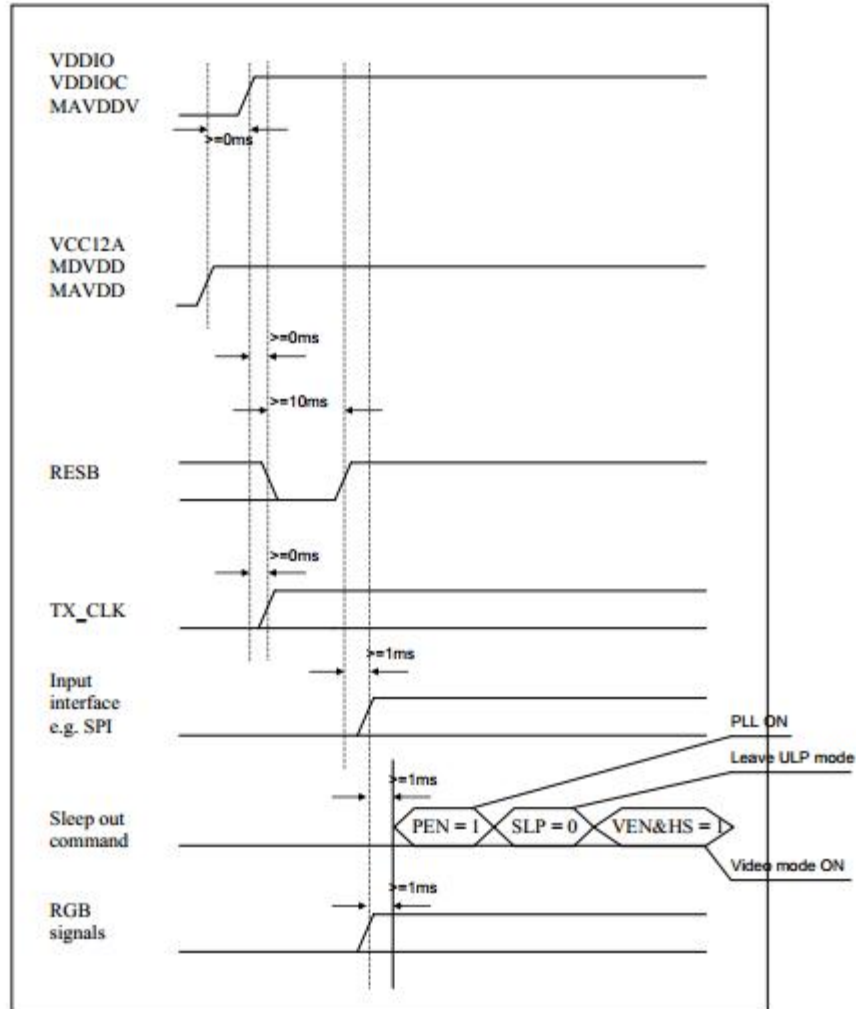 VDDIO
VDDIOC
MAVDDV
>=0ms
VCC12A
MDVDD
MAVDD
>=0ms
>=10ms
RESB
>=0ms
TX_CLK
>=1ms
Input
interface
e.g. SPI
PLL ON
Leave ULP mode
>=1ms
Sleep out
command
PEN = 1
SLP = 0
VEN&HS = 1
Video mode ON
>=1ms
RGB
signals